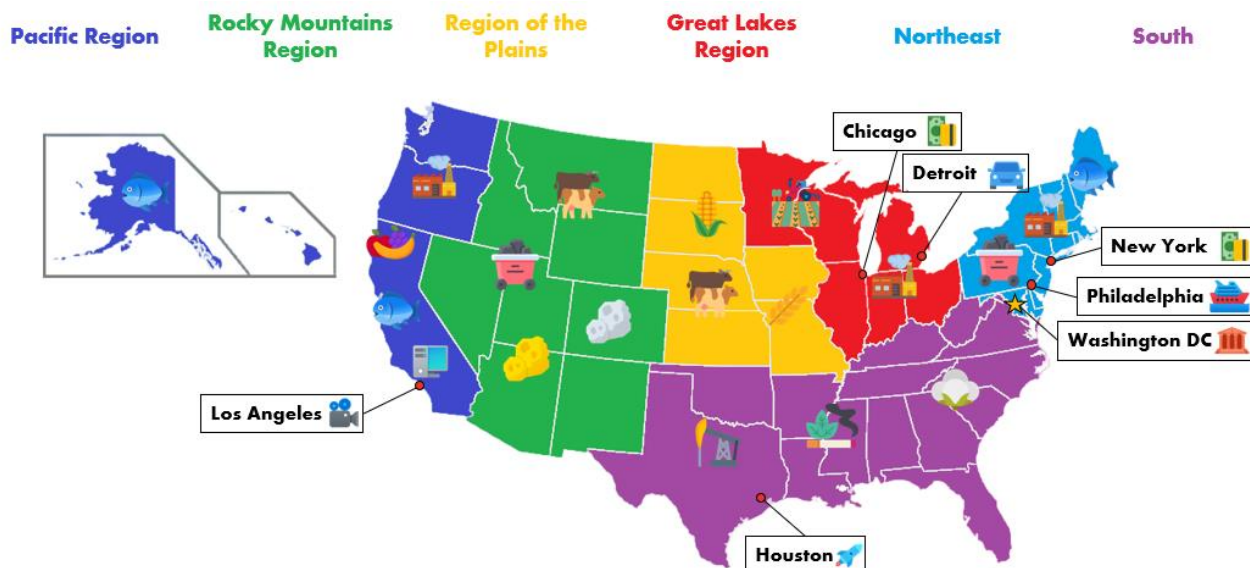 Pacific Region
Rocky Mountains
Region
Region of the
Plains
Great Lakes
Region
Northeast
South
Chicago
Detroit
New York
Philadelphia
Washington DC
Los Angeles
Houston